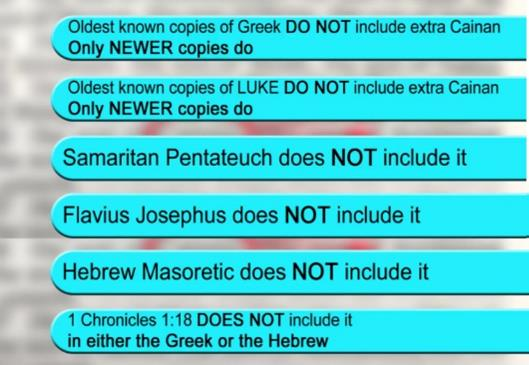 Oldest known copies of Greek DO NOT include extra Cainan
Only NEWER copies do
Oldest known copies of LUKE DO NOT include extra Cainan
Only NEWER copies do
Samaritan Pentateuch does NOT include it
Flavius Josephus does NOT include it
Hebrew Masoretic does NOT include it
1 Chronicles 1:18 DOES NOT include it
in either the Greek or the Hebrew